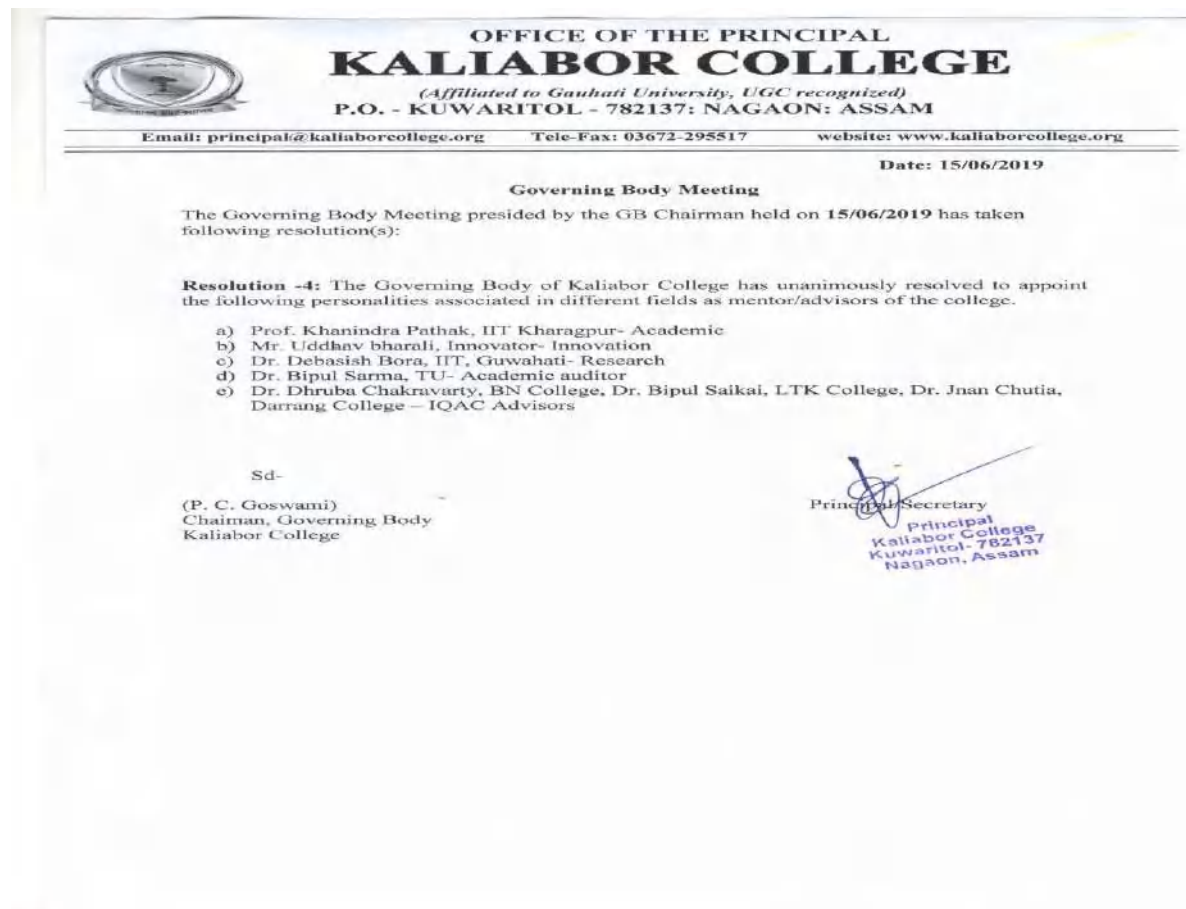 OFFICE OF THE PRINCIPAL
KALIABOR COLLEGE
(Affiliated to Gauhati University, UGC recognized)
P.O. - KUWARITOL - 782137: NAGAON: ASSAM
Email: principal@kaliaborcollege.org Tele-Fax: 03672-295517 website: www.kaliaborcollege.org
Date: 15/06/2019
Governing Body Meeting
The Governing Body Meeting presided by the GB Chairman held on 15/06/2019 has taken
following resolution(s):
Resolution -4: The Governing Body of Kaliabor College has unanimously resolved to appoint
the following personalities associated in different fields as mentor/advisors of the college.
a) Prof. Khanindra Pathak, IIT Kharagpur- Academic
b) Mr. Uddhav bharali, Innovator- Innovation
c) Dr. Debasish Bora, IIT, Guwahati- Research
d) Dr. Bipul Sarma, TU- Academic auditor
e) Dr. Dhruba Chakravarty, BN College, Dr. Bipul Saikai, LTK College, Dr. Jnan Chutia,
Darrang College – IQAC Advisors
Sd-
(P. C. Goswami)
Chaiman, Governing Body
Kaliabor College
Principal/Secretary
Principal
Kaliabor College
Kuwaritol- 782137
Nagaon, Assam